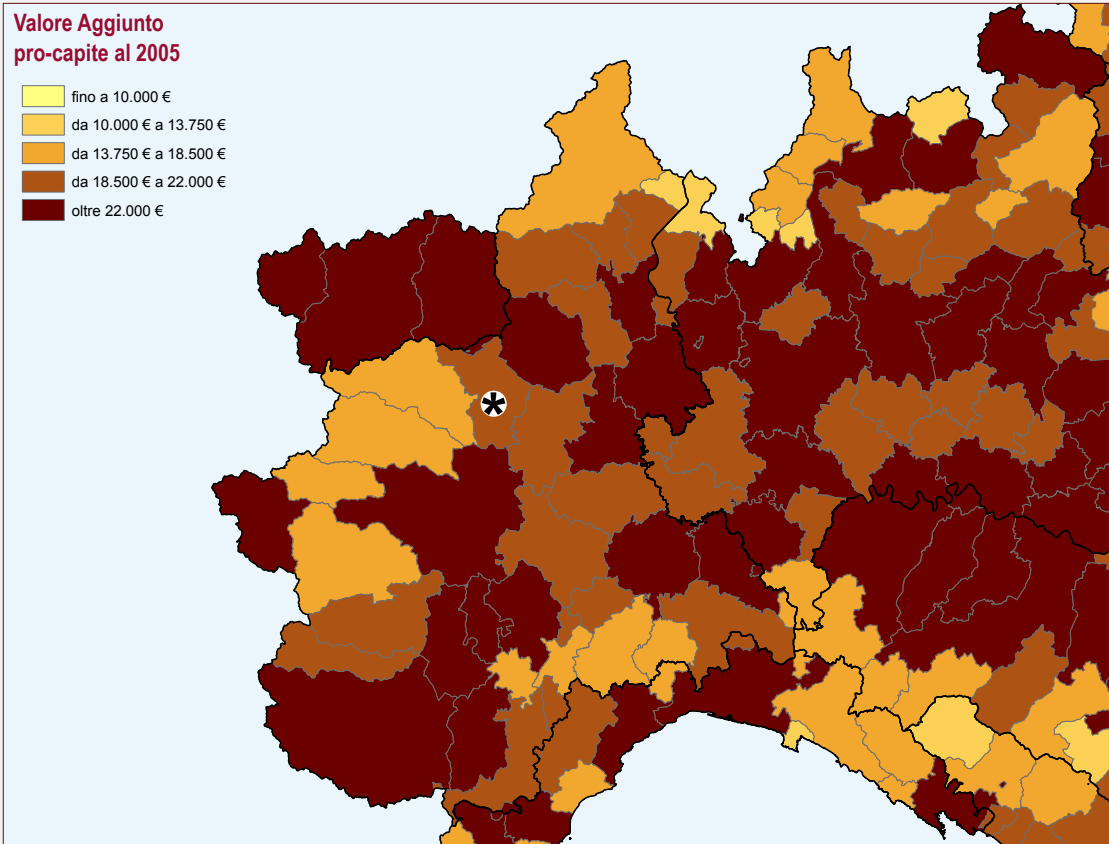 Valore Aggiunto
pro-capite al 2005
fino a 10.000 €
da 10.000 € a 13.750 €
da 13.750 € a 18.500 €
da 18.500 € a 22.000 €
oltre 22.000 €
*